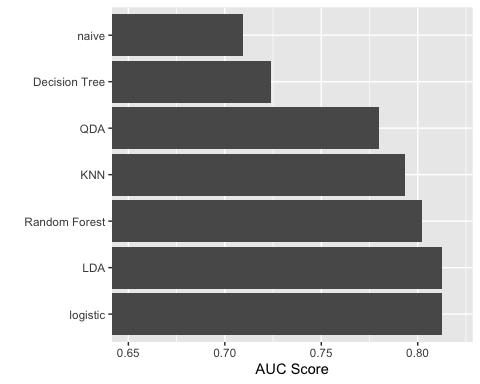 naive
Decision Tree
QDA
KNN
Random Forest
LDA
logistic
0.65 0.70 0.75 0.80
AUC Score